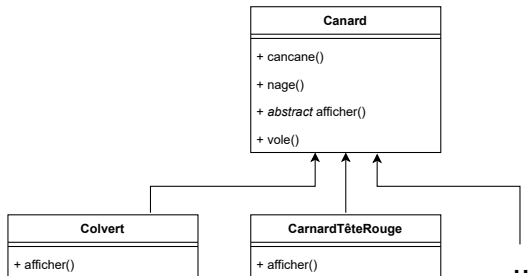 Canard
+ cancane()
+ nage()
+ abstract afficher()
+ vole()
Colvert
+ afficher()
CarnardTêteRouge
+ afficher()
..